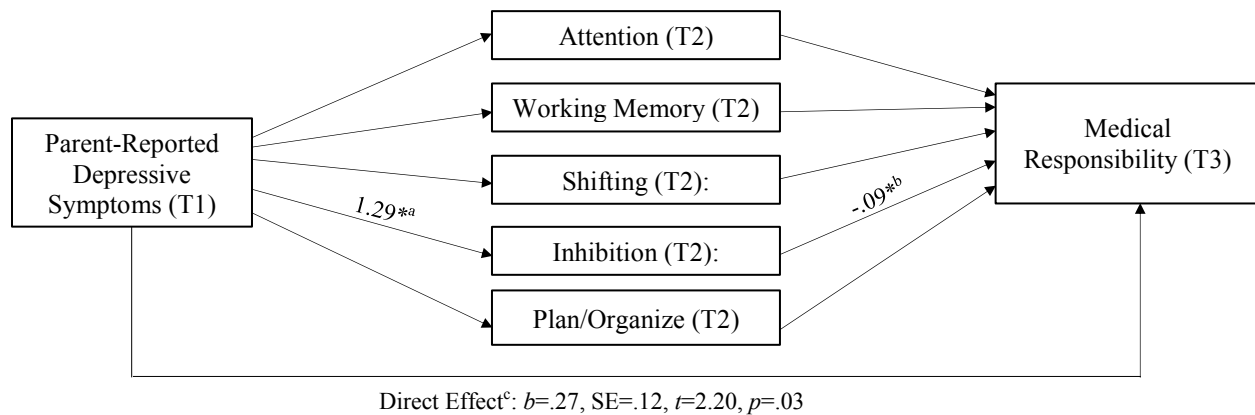 Attention (T2)
Working Memory (T2)
Parent-Reported
Depressive
Symptoms (T1)
Medical
Responsibility (T3)
Shifting (T2):
1.29*a
-.09*b
Inhibition (T2):
Plan/Organize (T2)
Direct Effectc: b=.27, SE=.12, t=2.20, p=.03